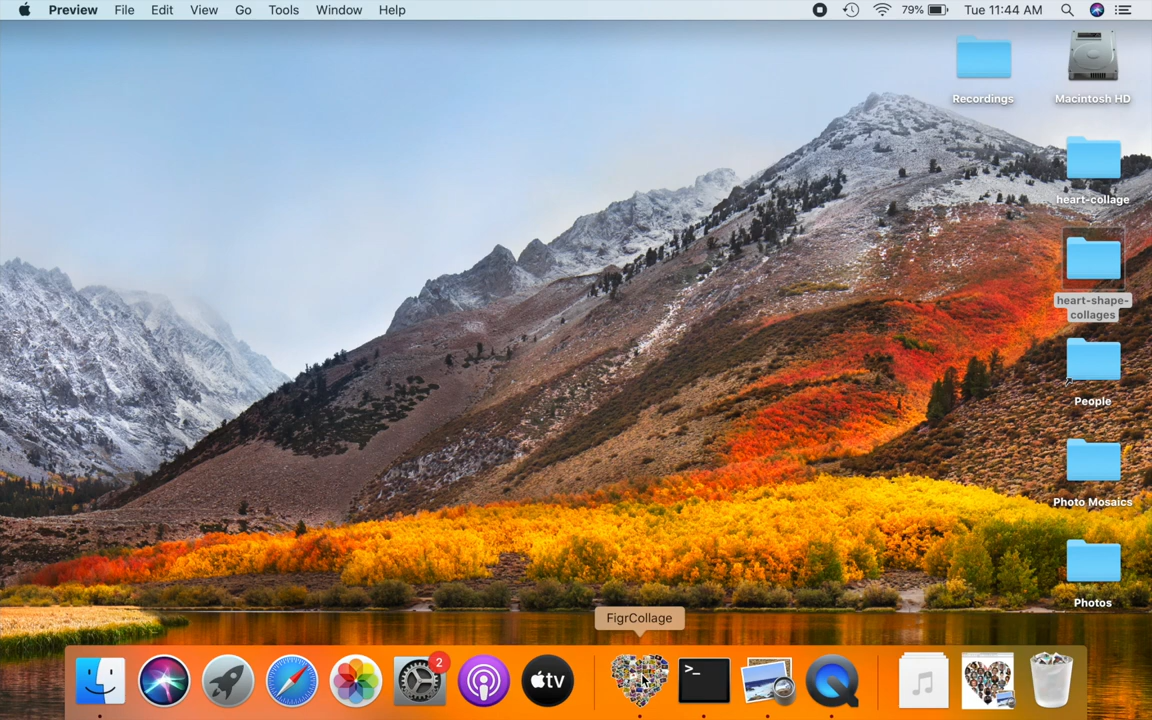 Preview File Edit View Go Tools Window Help 79% Tue 11:44 AM
Recordings
Macintosh HD
heart-collage
heart-shape-
collages
People
Photo Mosaics
Photos
FigrCollage
2
>_
tv